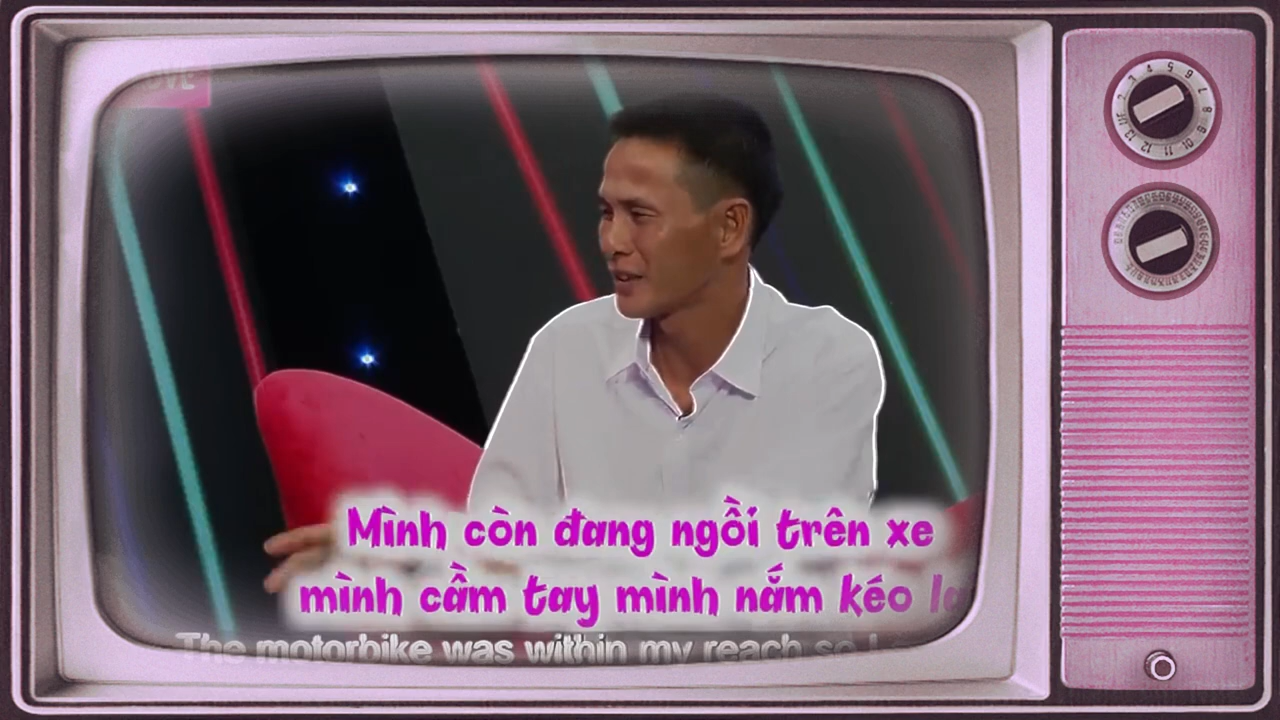 Mình còn đang ngồi trên xe
mình cầm tay mình nắm kéo
The motorbike was within my reach so I